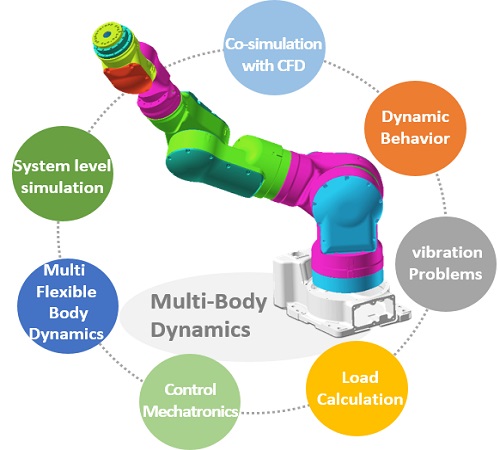 Co-simulation
with CFD
Dynamic
Behavior
vibration
Problems
Load
Calculation
Control
Mechatronics
Multi
Flexible
Body
Dynamics
System level
simulation
Multi-Body
Dynamics